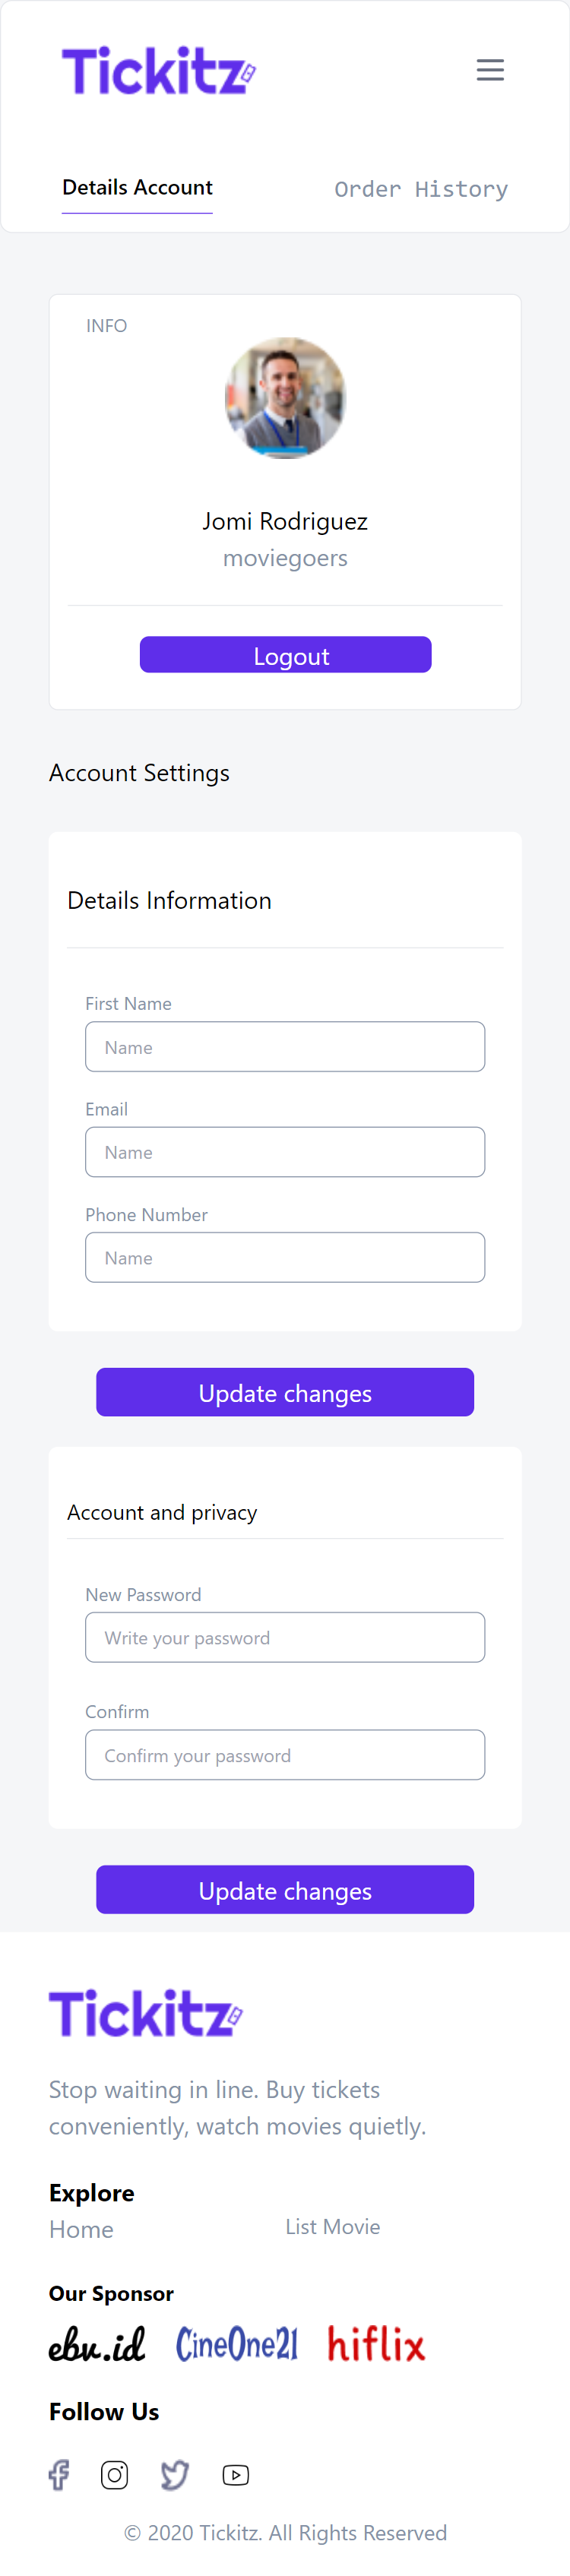 Tickitz
Details Account
Order History
INFO
Jomi Rodriguez
moviegoers
Logout
Account Settings
Details Information
First Name
Name
Email
Name
Phone Number
Name
Update changes
Account and privacy
New Password
Write your password
Confirm
Confirm your password
Update changes
Tickitz
Stop waiting in line. Buy tickets
conveniently, watch movies quietly.
Explore
Home
List Movie
Our Sponsor
ebv.id
CineOne21
hiflix
Follow Us
© 2020 Tickitz. All Rights Reserved